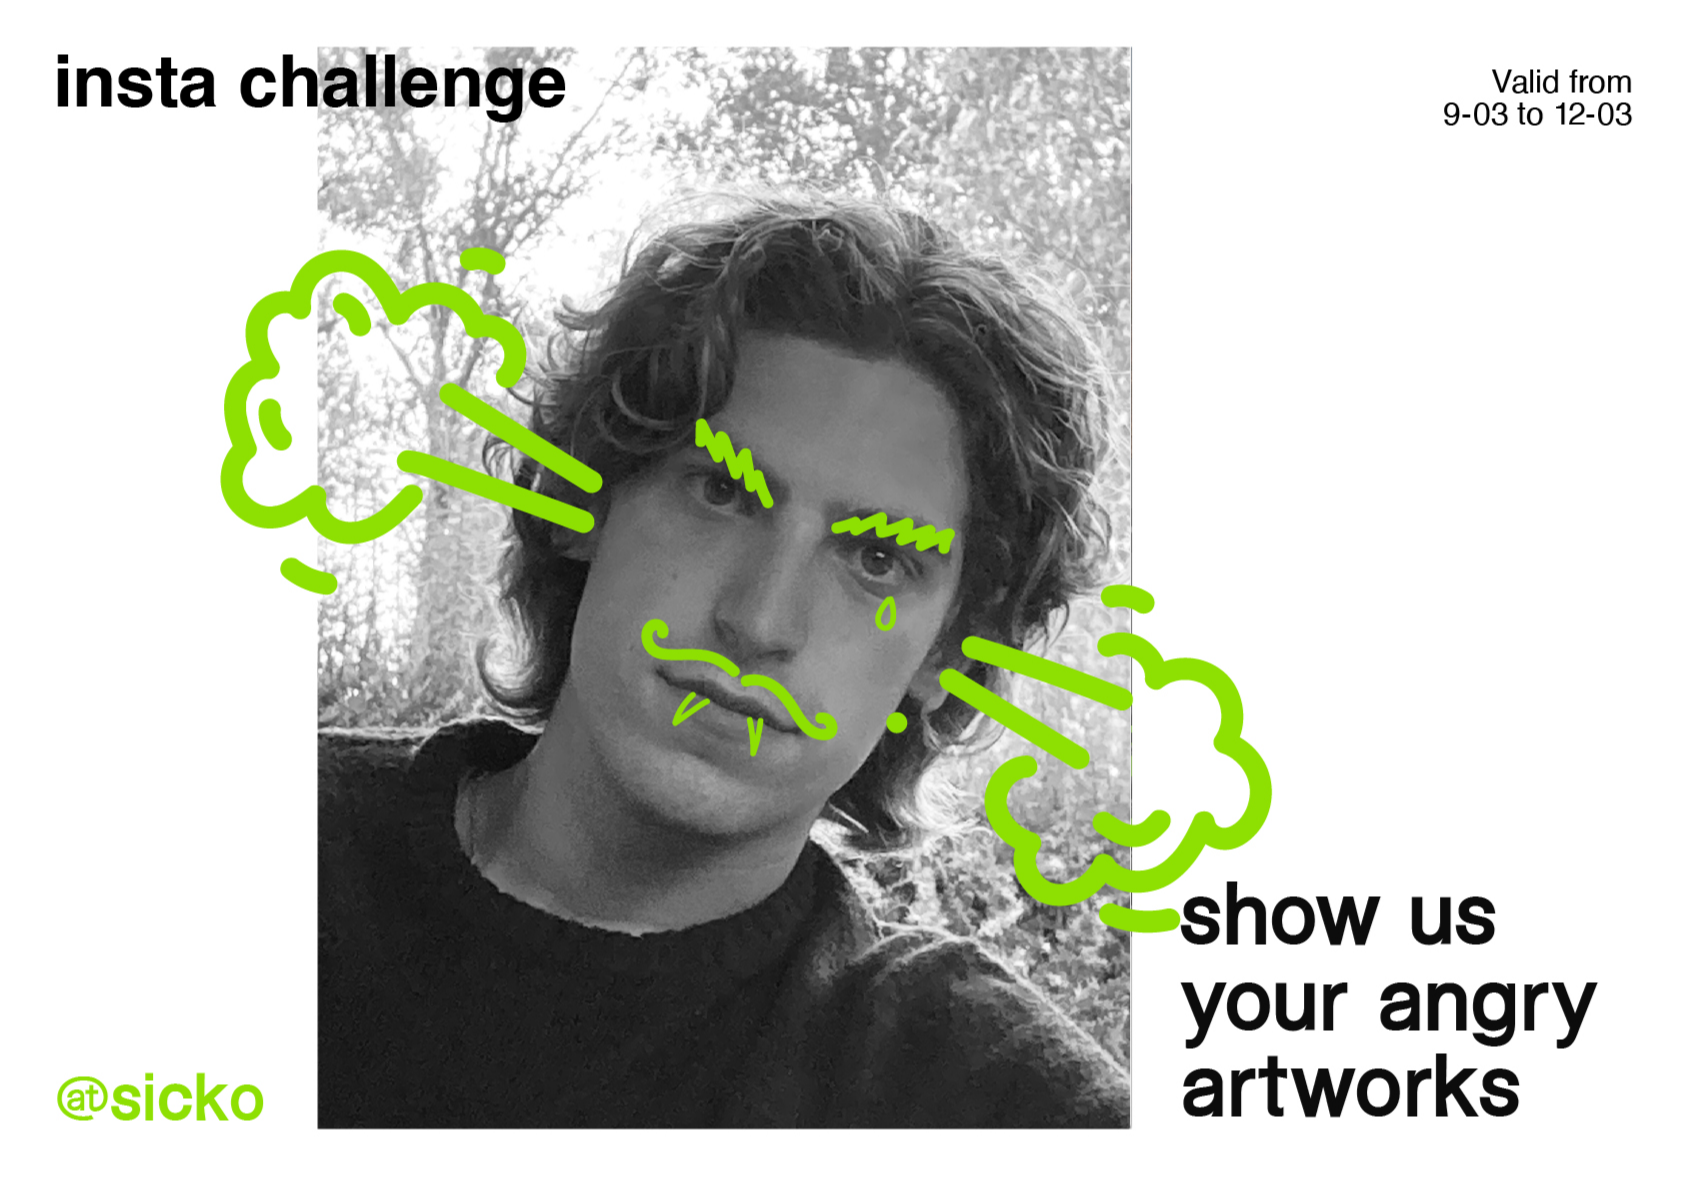 insta challenge
Valid from
9-03 to 12-03
show us
your angry
artworks
@sicko